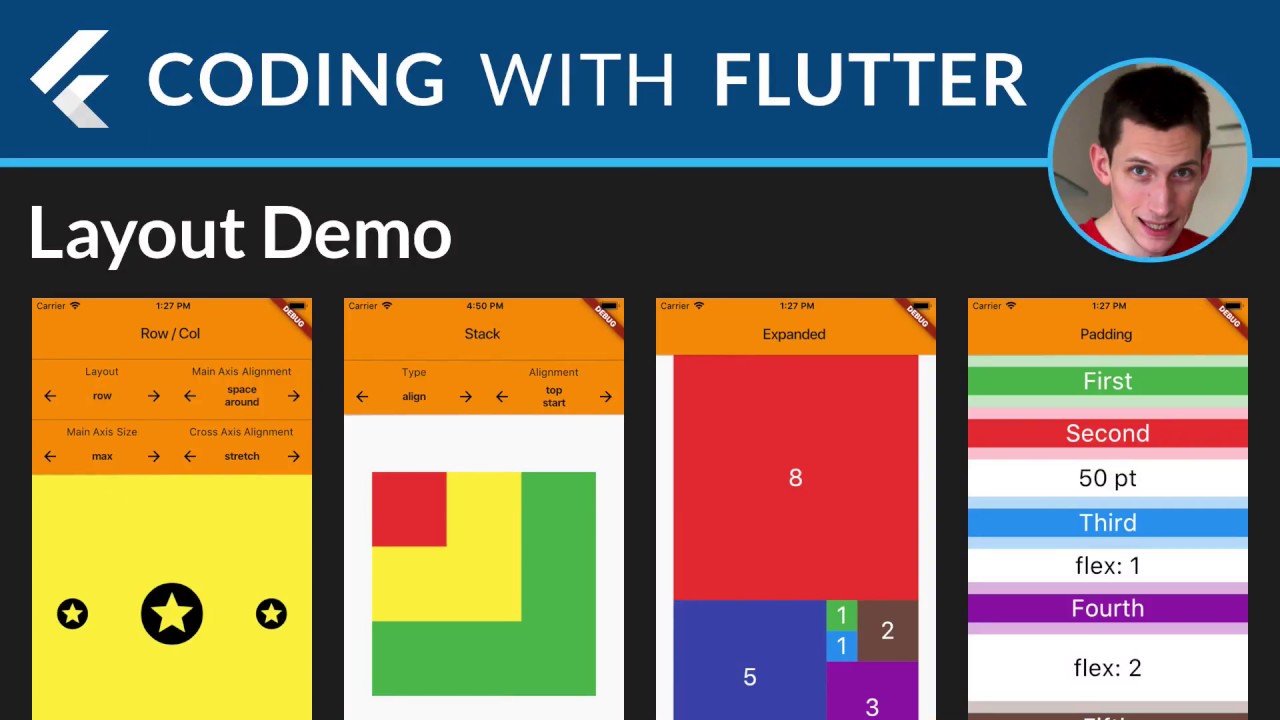 CODING WITH FLUTTER
Layout Demo
Carrier 1:27 PM
DEBUG
Row / Col
Layout
Main Axis Alignment
row
space
around
Main Axis Size
Cross Axis Alignment
max
stretch
Carrier 4:50 PM
DEBUG
Stack
Type
Alignment
align
top
start
Carrier 1:27 PM
DEBUG
Expanded
8
1
2
1
5
3
Carrier 1:27 PM
DEBUG
Padding
First
Second
50 pt
Third
flex: 1
Fourth
flex: 2